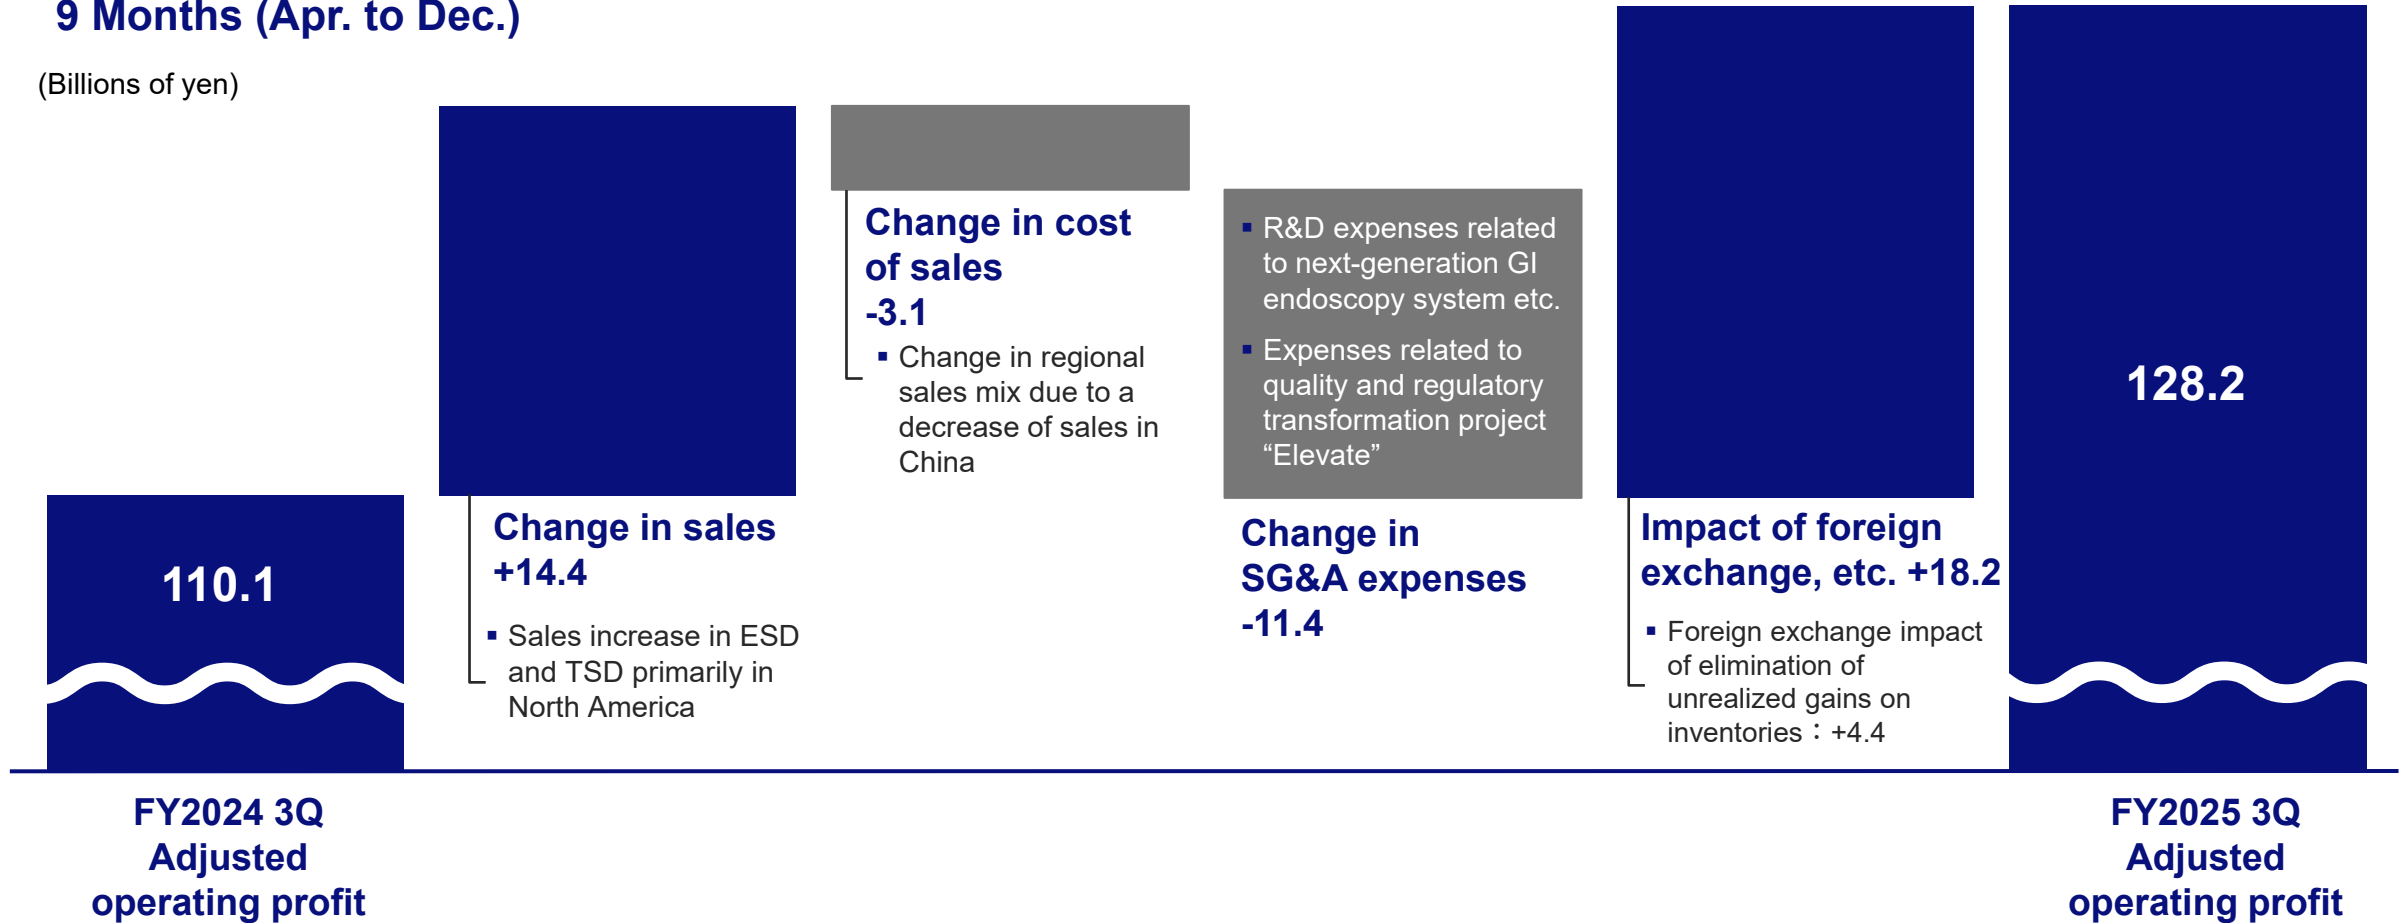 9 Months (Apr. to Dec.)
(Billions of yen)
110.1
FY2024 3Q
Adjusted
operating profit
Change in sales
+14.4
▪ Sales increase in ESD
and TSD primarily in
North America
Change in cost
of sales
-3.1
▪ Change in regional
sales mix due to a
decrease of sales in
China
▪ R&D expenses related
to next-generation GI
endoscopy system etc.
▪ Expenses related to
quality and regulatory
transformation project
“Elevate”
Change in
SG&A expenses
-11.4
Impact of foreign
exchange, etc. +18.2
▪ Foreign exchange impact
of elimination of
unrealized gains on
inventories：+4.4
128.2
FY2025 3Q
Adjusted
operating profit